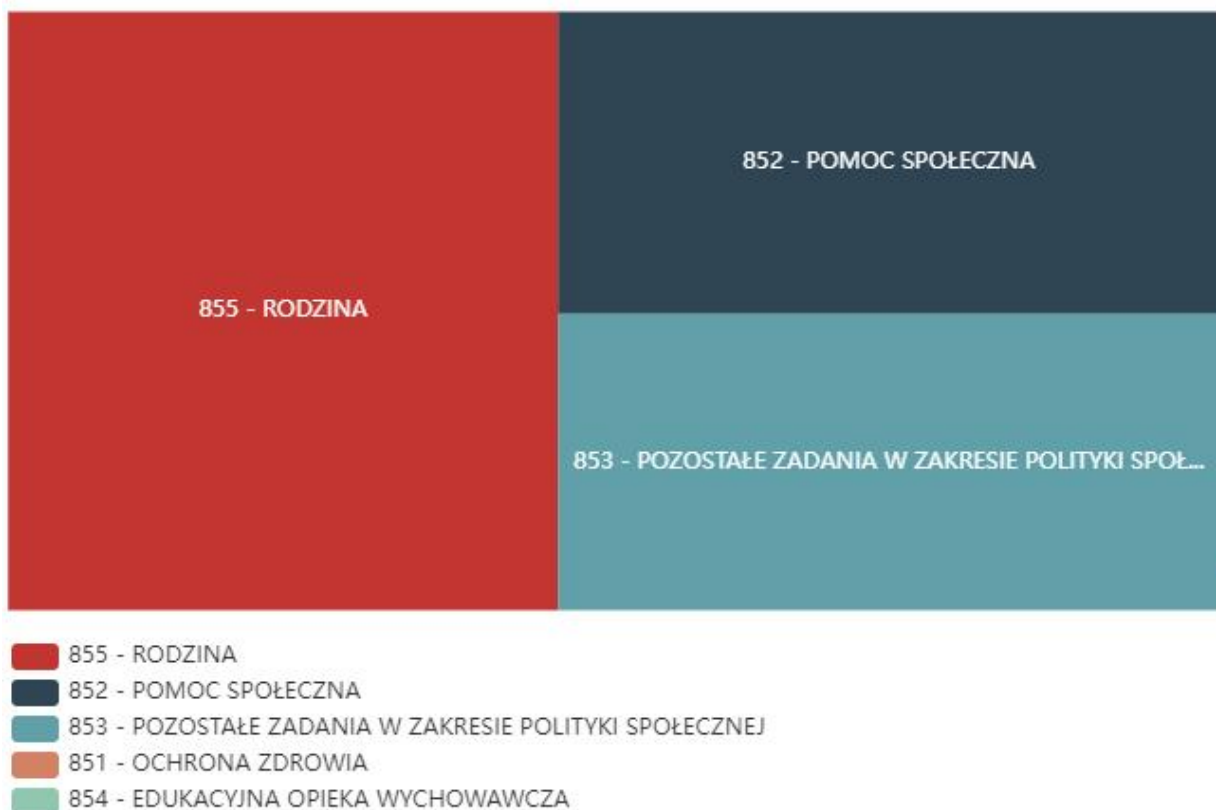 852 - POMOC SPOŁECZNA
855 - RODZINA
853 - POZOSTAŁE ZADANIA W ZAKRESIE POLITYKI SPOŁ...
855 - RODZINA
852 - POMOC SPOŁECZNA
853 - POZOSTAŁE ZADANIA W ZAKRESIE POLITYKI SPOŁECZNEJ
851 - OCHRONA ZDROWIA
854 - EDUKACYJNA OPIEKA WYCHOWAWCZA